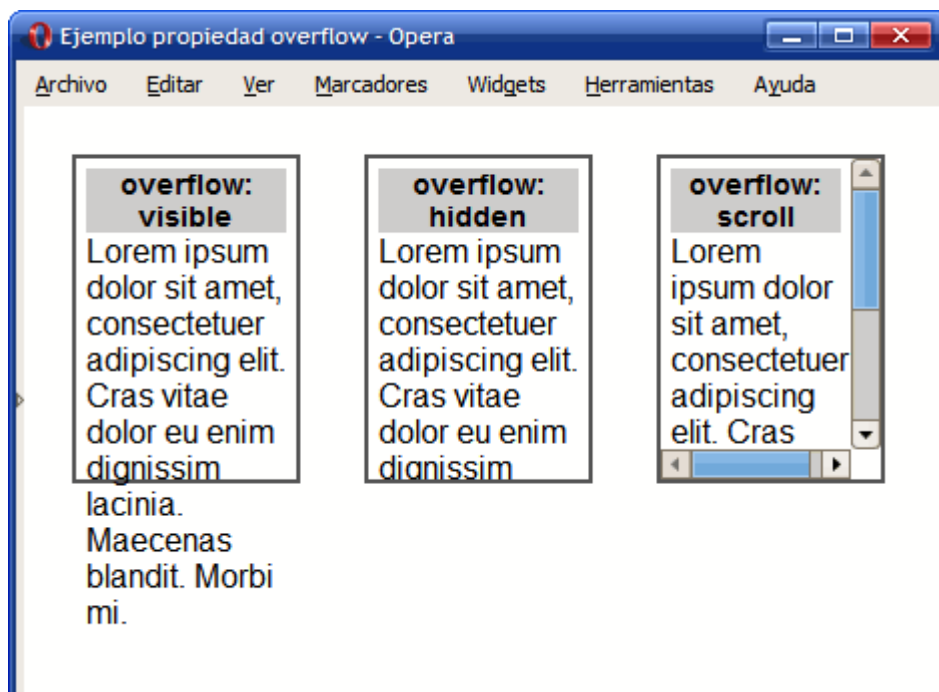 Ejemplo propiedad overflow - Opera
Archivo Editar Ver Marcadores Widgets Herramientas Ayuda
overflow:
visible
Lorem ipsum
dolor sit amet,
consectetuer
adipiscing elit.
Cras vitae
dolor eu enim
dignissim
lacinia.
Maecenas
blandit. Morbi
mi.
overflow:
hidden
Lorem ipsum
dolor sit amet,
consectetuer
adipiscing elit.
Cras vitae
dolor eu enim
dignissim
overflow:
scroll
Lorem
ipsum dolor
sit amet,
consectetuer
adipiscing
elit. Cras